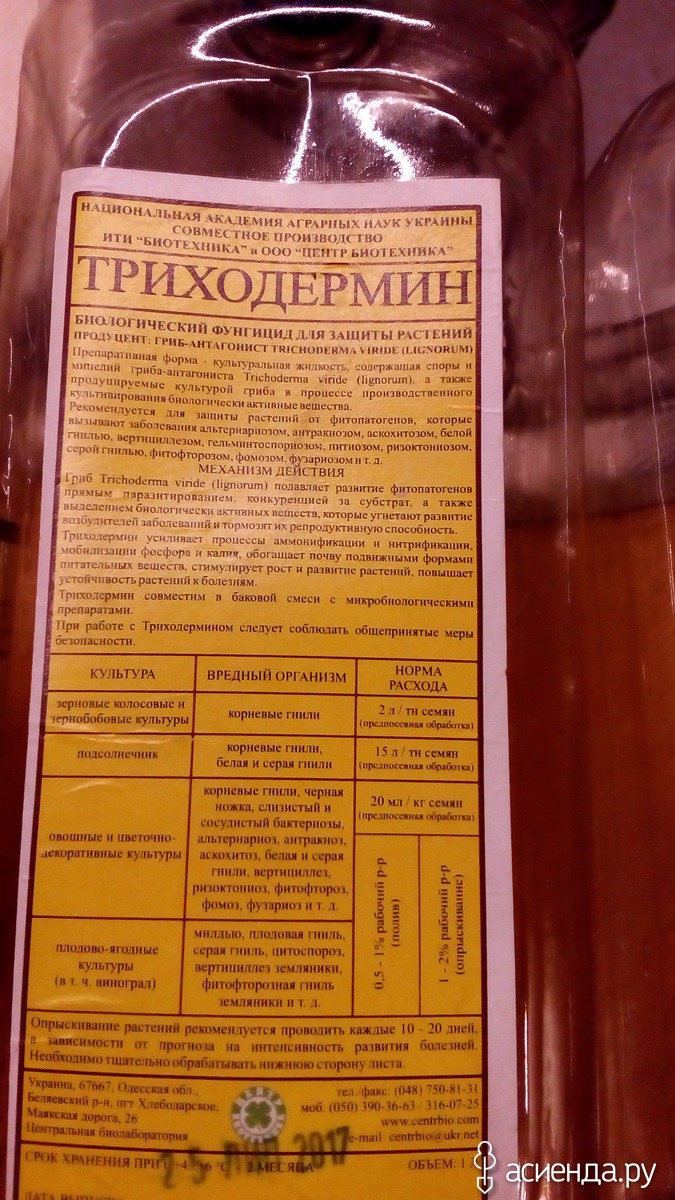 НАЦИОНАЛЬНАЯ АКАДЕМИЯ АГРАРНЫХ НАУК УКРАИНЫ
СОВМЕСТНОЕ ПРОИЗВОДСТВО
ИТИ "БИОТЕХНИКА" и ООО "ЦЕНТР БИОТЕХНИКА"
ТРИХОДЕРМИН
БИОЛОГИЧЕСКИЙ ФУНГИЦИД ДЛЯ ЗАЩИТЫ РАСТЕНИЙ
ПРОДУЦЕНТ: ГРИБ-АНТАГОНИСТ TRICHODERMA VIRIDE (LIGNORUM)
Препаративная форма - культуральная жидкость, содержащая споры и
мицелий гриба-антагониста Trichoderma viride (lignorum), а также
продуцируемые культурой гриба в процессе производственного
культивирования биологически активные вещества.
Рекомендуется для защиты растений от фитопатогенов, которые
вызывают заболевания альтернариозом, антракнозом, аскохитозом, белой
гнилью, вертициллезом, гельминтоспориозом, питиозом, ризоктониозом,
серой гнилью, фитофторозом, фомозом, фузариозом и т. д.
МЕХАНИЗМ ДЕЙСТВИЯ
Гриб Trichoderma viride (lignorum) подавляет развитие фитопатогенов
прямым паразитированием, конкуренцией за субстрат, а также
выделением биологически активных веществ, которые угнетают развитие
возбудителей заболеваний и тормозят их репродуктивную способность.
Триходермин усиливает процессы аммонификации и нитрификации,
мобилизации фосфора и калия, обогащает почву подвижными формами
питательных веществ, стимулирует рост и развитие растений, повышает
устойчивость растений к болезням.
Триходермин совместим в баковой смеси с микробиологическими
препаратами.
При работе с Триходермином следует соблюдать общепринятые меры
безопасности.
КУЛЬТУРА
ВРЕДНЫЙ ОРГАНИЗМ
НОРМА
РАСХОДА
зерновые колосовые и
зернобобовые культуры
корневые гнили
2 л / тн семян
(предпосевная обработка)
подсолнечник
корневые гнили,
белая и серая гнили
15 л / тн семян
(предпосевная обработка)
овощные и цветочно-
декоративные культуры
корневые гнили, черная
ножка, слизистый и
сосудистый бактериозы,
альтернариоз, антракноз,
аскохитоз, белая и серая
гнили, вертициллез,
ризоктониоз, фитофтороз,
фомоз, фузариоз и т. д.
20 мл / кг семян
(предпосевная обработка)
0,5 - 1% рабочий р-р
(полив)
1 - 2% рабочий р-р
(опрыскивание)
плодово-ягодные
культуры
(в т. ч. виноград)
милдью, плодовая гниль,
серая гниль, цитоспороз,
вертициллез земляники,
фитофторозная гниль
земляники и т. д.
Опрыскивание растений рекомендуется проводить каждые 10 - 20 дней,
в зависимости от прогноза на интенсивность развития болезней.
Необходимо тщательно обрабатывать нижнюю сторону листа.
Украина, 67667, Одесская обл.,
Беляевский р-н, пгт Хлебодарское,
Маякская дорога, 26
Центральная биолаборатория
ЦЕНТР
тел./факс: (048) 750-81-31
моб. (050) 390-36-63 / 316-07-25
www.centrbio.com
e-mail: centrbio@ukr.net
25 2017
СРОК ХРАНЕНИЯ ПРИ - 2 МЕСЯЦА
ОБЪЕМ: 1
ДАТА ВЫПУСКА
асиенда.ру